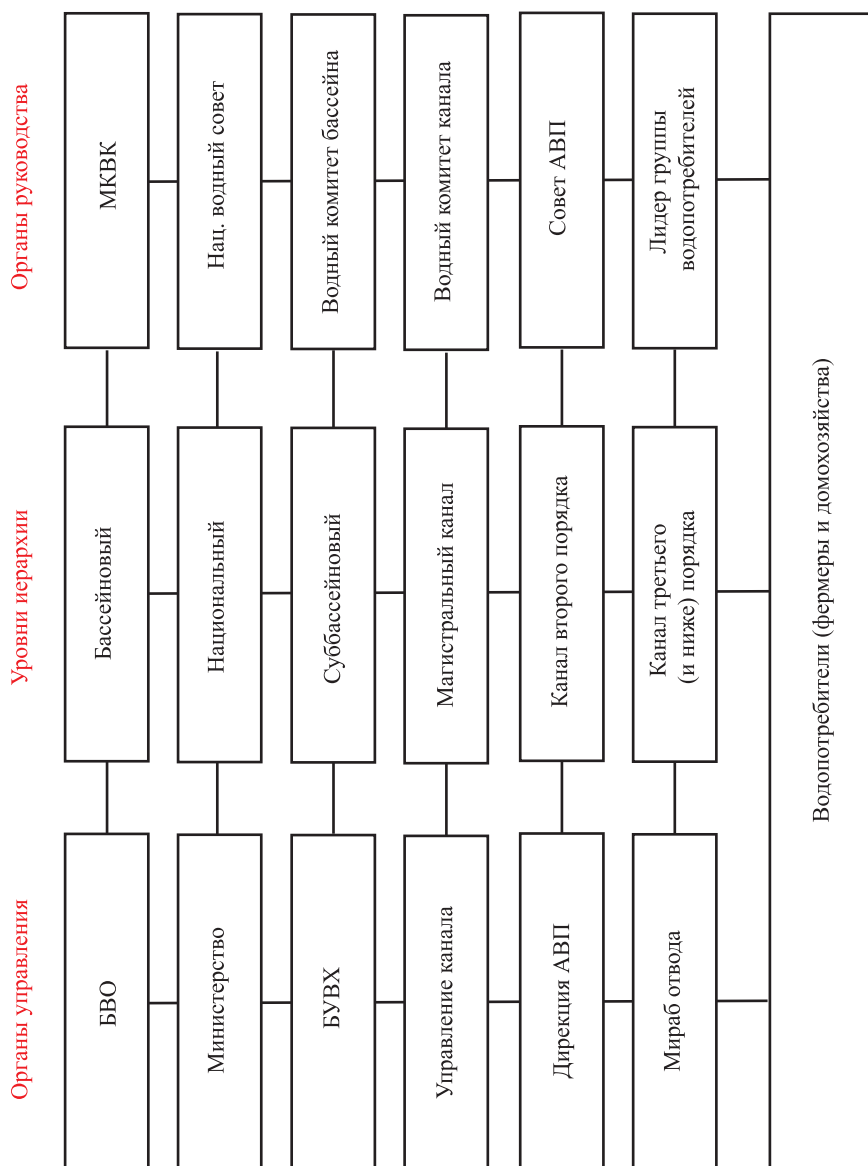 Органы управления
Уровни иерархии
Органы руководства
БВО
Бассейновый
МКВК
Министерство
Национальный
Нац. водный совет
БУВХ
Суббассейновый
Водный комитет бассейна
Управление канала
Магистральный канал
Водный комитет канала
Дирекция АВП
Канал второго порядка
Совет АВП
Мираб отвода
Канал третьего
(и ниже) порядка
Лидер группы
водопотребителей
Водопотребители (фермеры и домохозяйства)